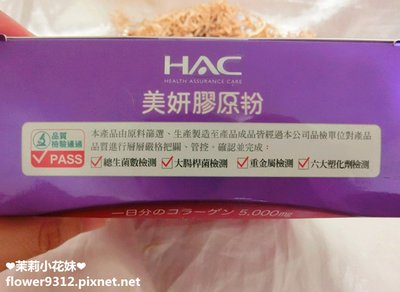 HAC
HEALTH ASSURANCE CARE
美妍膠原粉
品質
檢驗通過
PASS
本產品由原料篩選、生產製造至產品成品皆經過本公司品檢單位對產品
品質進行層層嚴格把關、管控。確認並完成：
總生菌數檢測 大腸桿菌檢測 重金屬檢測 六大塑化劑檢測
一日分のコラーゲン 5,000mg
❤茉莉小花妹❤
flower9312.pixnet.net